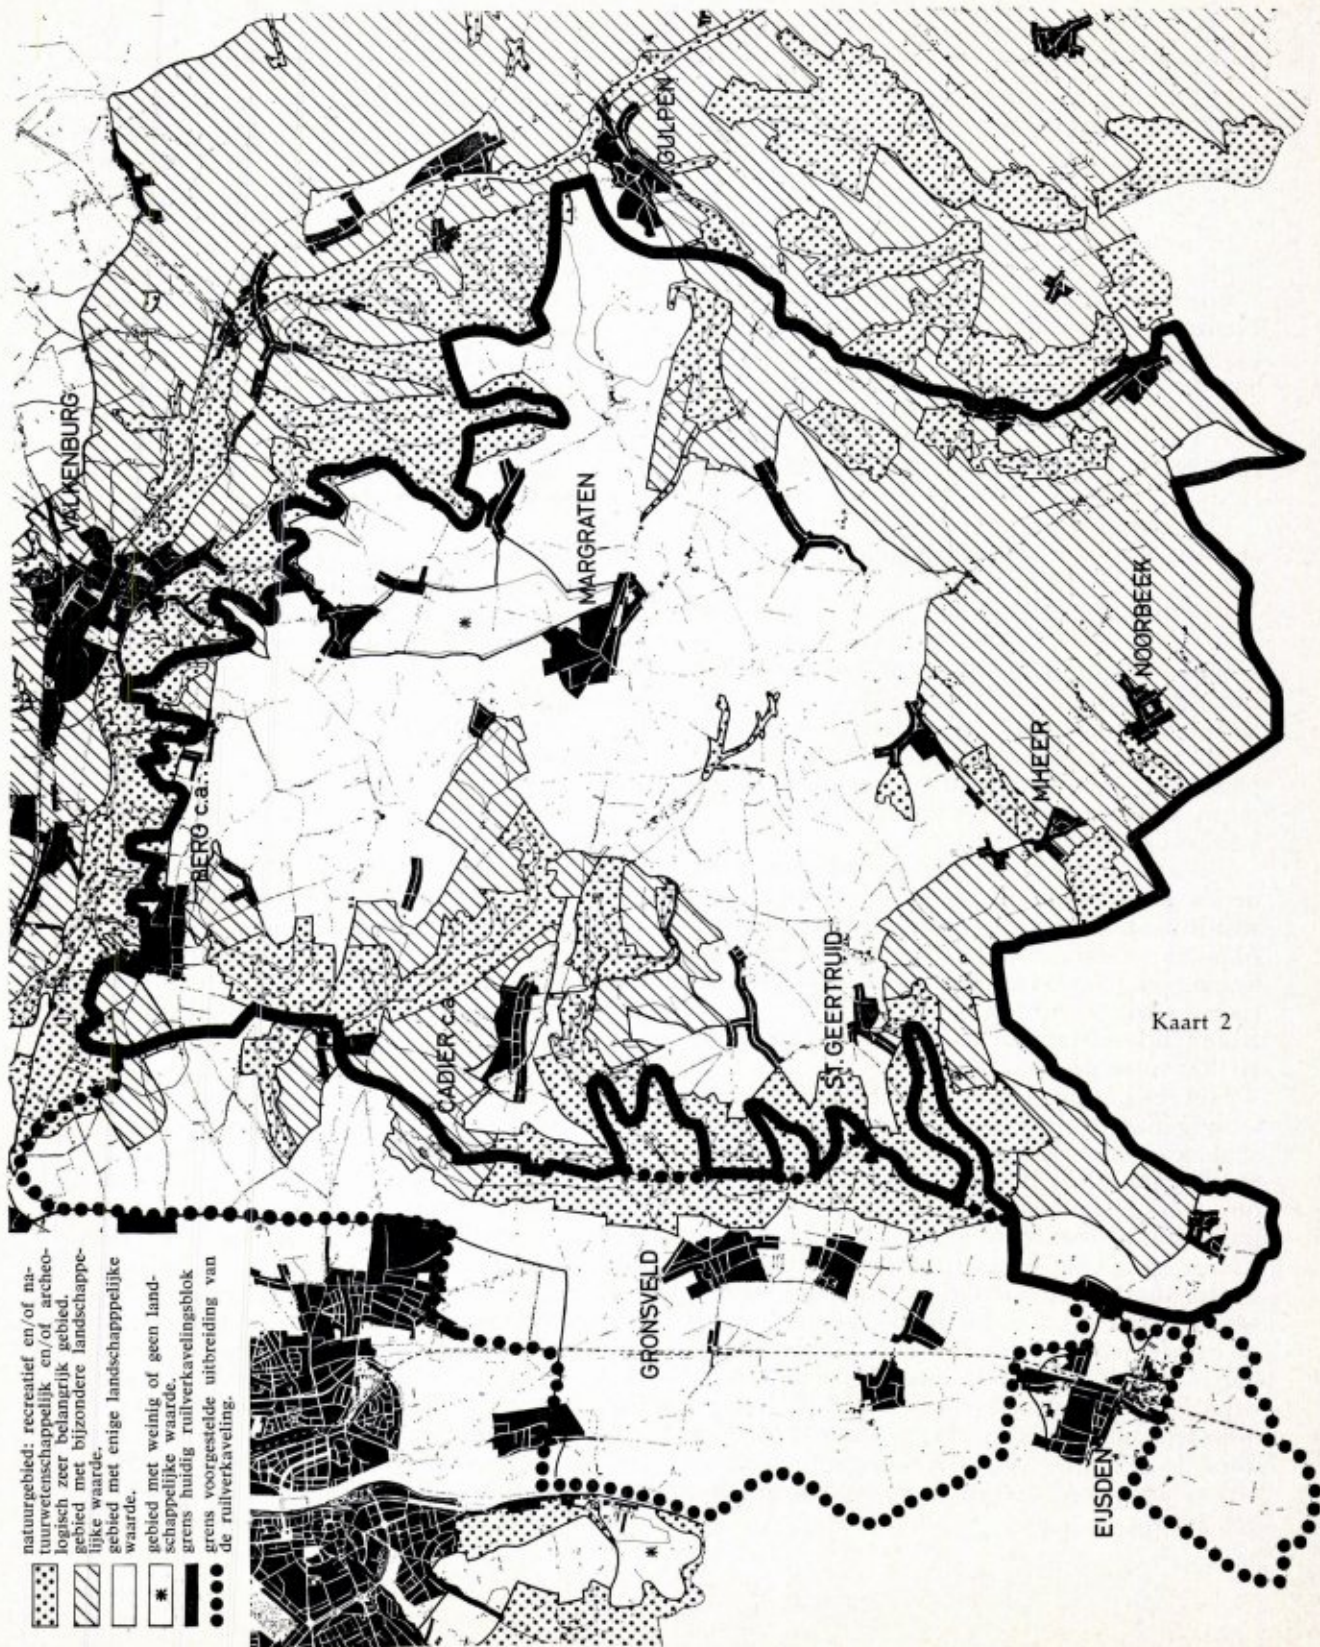 natuurgebied: recreatief en/of na-
tuurwetenschappelijk en/of archeo-
logisch zeer belangrijk gebied.
gebied met bijzondere landschappe-
lijke waarde.
gebied met enige landschapppelijke
waarde.
gebied met weinig of geen land-
schappelijke waarde.
grens huidig ruilverkavelingsblok
grens voorgestelde uitbreiding van
de ruilverkaveling.
VALKENBURG
GULPEN
BERG c.a.
MARGRATEN
CADIER c.a.
NOORBEEK
MHEER
ST. GEERTRUID
GRONSVELD
EIJSDEN
Kaart 2